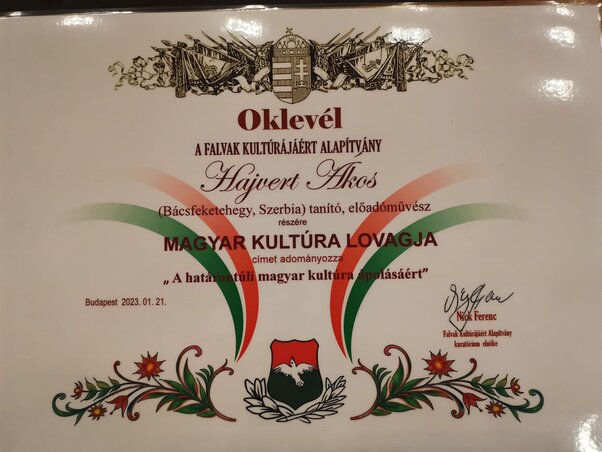 Oklevél
A FALVAK KULTÚRÁJÁÉRT ALAPÍTVÁNY
Hajvert Ákos
(Bácsfeketehegy, Szerbia) tanító, előadóművész
részére
MAGYAR KULTÚRA LOVAGJA
címet adományozza
„ A határontúli magyar kultúra ápolásáért”
Budapest 2023. 01. 21.
Nick Ferenc
Falvak Kultúrájáért Alapítvány
kuratórium elnöke